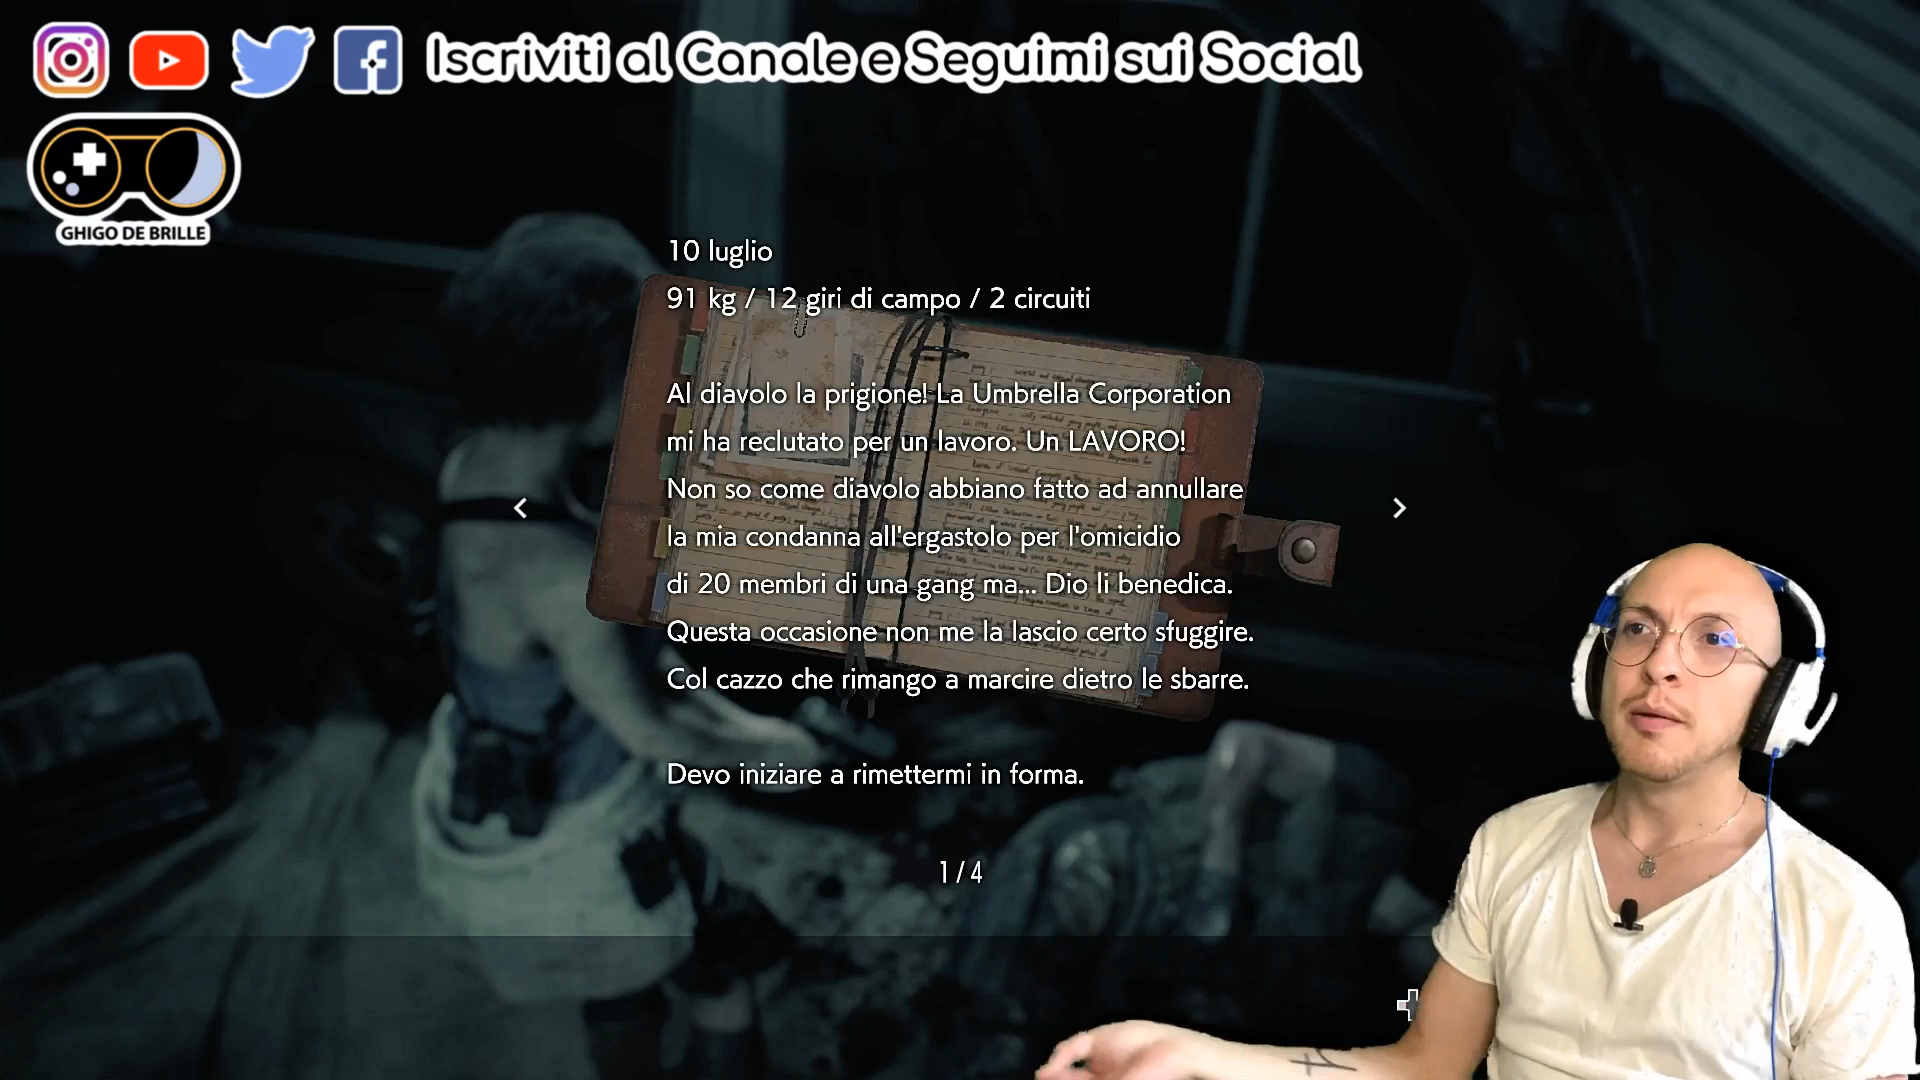 Iscriviti al Canale e Seguimi sui Social
GHIGO DE BRILLE
10 luglio
91 kg / 12 giri di campo / 2 circuiti
Al diavolo la prigione! La Umbrella Corporation
mi ha reclutato per un lavoro. Un LAVORO!
Non so come diavolo abbiano fatto ad annullare
la mia condanna all'ergastolo per l'omicidio
di 20 membri di una gang ma... Dio li benedica.
Questa occasione non me la lascio certo sfuggire.
Col cazzo che rimango a marcire dietro le sbarre.
Devo iniziare a rimettermi in forma.
1 / 4